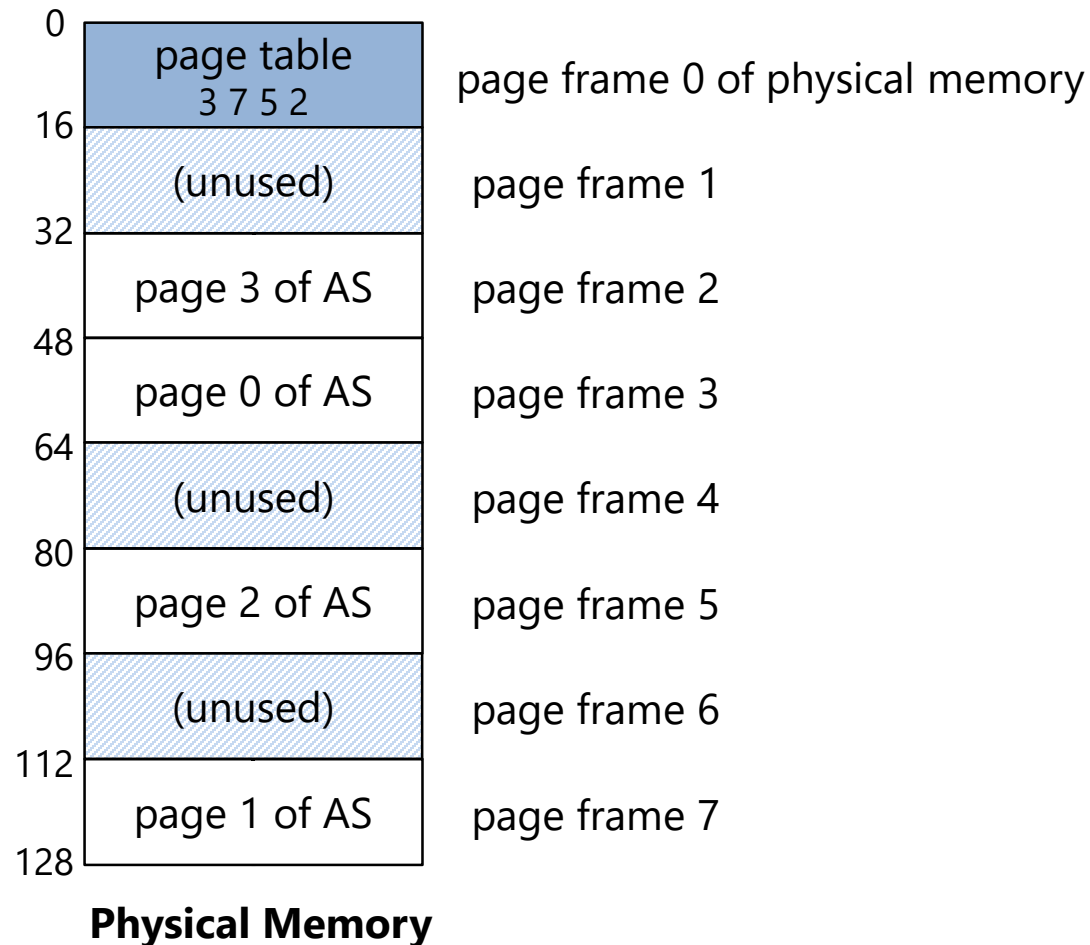 0
page table
3 7 5 2
page frame 0 of physical memory
16
(unused)
page frame 1
32
page 3 of AS
page frame 2
48
page 0 of AS
page frame 3
64
(unused)
page frame 4
80
page 2 of AS
page frame 5
96
(unused)
page frame 6
112
page 1 of AS
page frame 7
128
Physical Memory